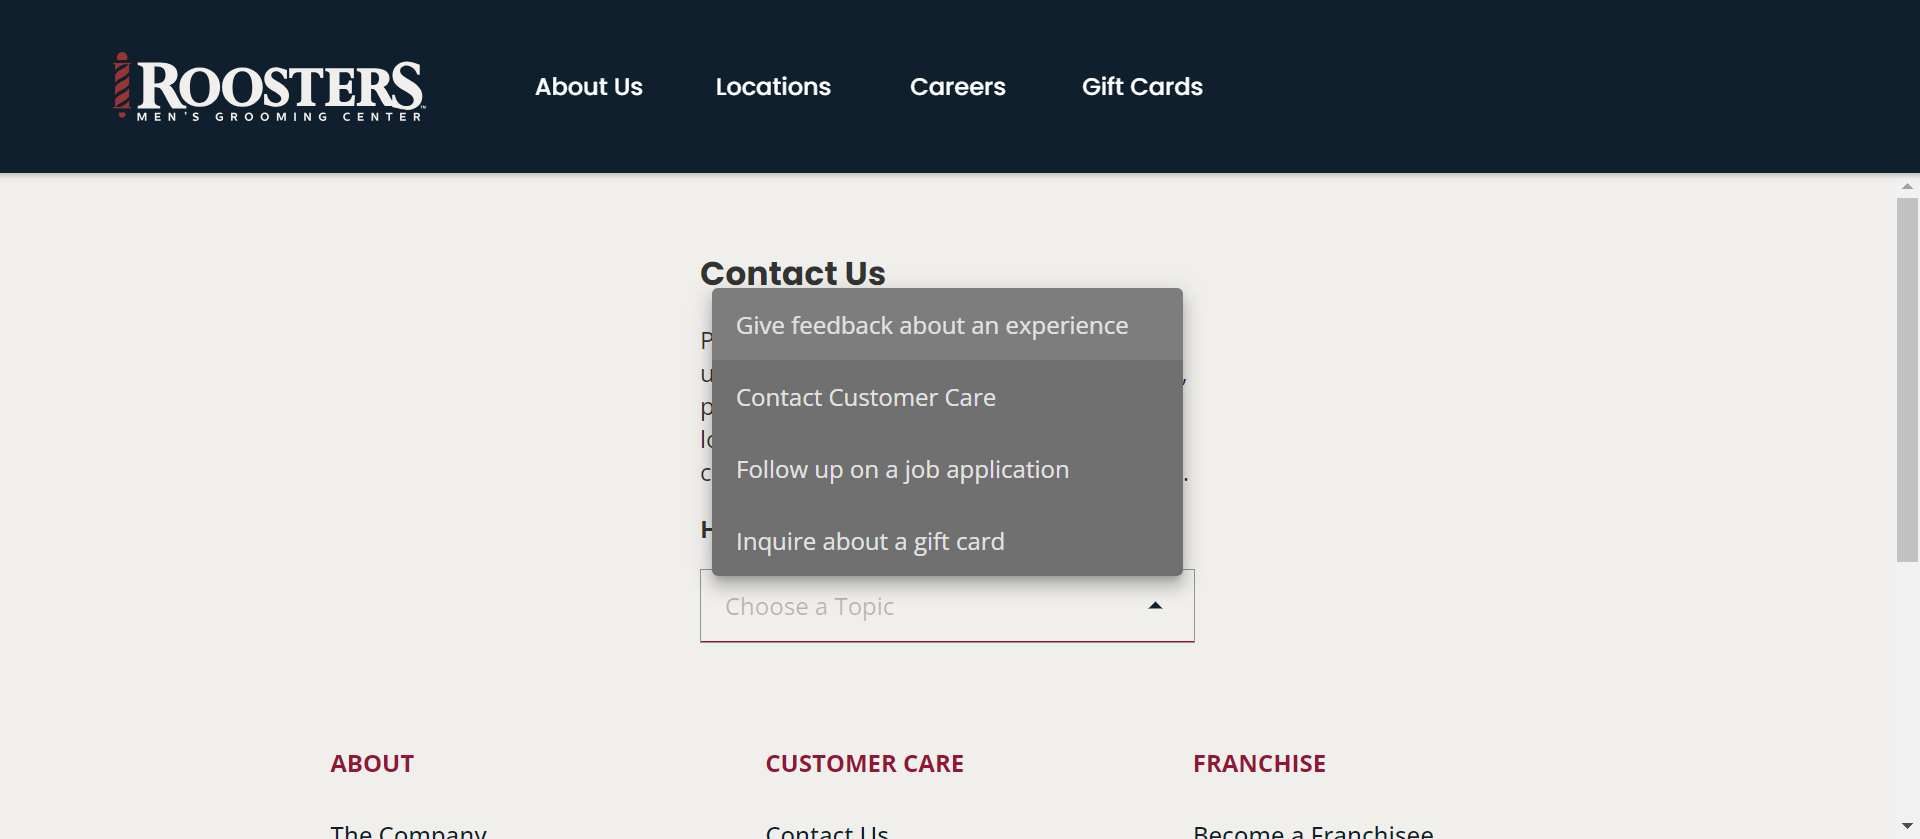 ROOSTERS™
MEN'S GROOMING CENTER
About Us
Locations
Careers
Gift Cards
Contact Us
Give feedback about an experience
Contact Customer Care
Follow up on a job application
Inquire about a gift card
Choose a Topic
ABOUT
CUSTOMER CARE
FRANCHISE
The Company
Contact Us
Become a Franchisee